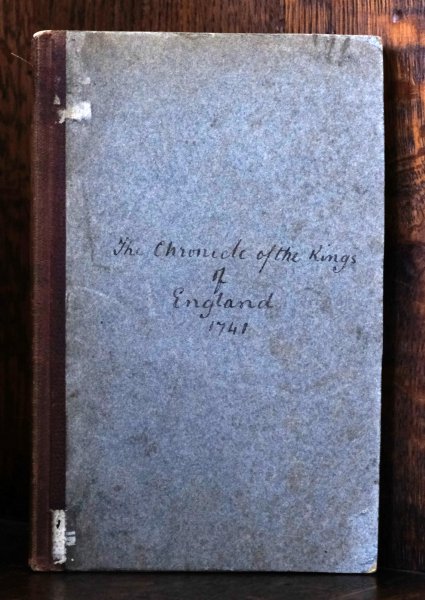 The Chronicle of the Kings
of
England
1741